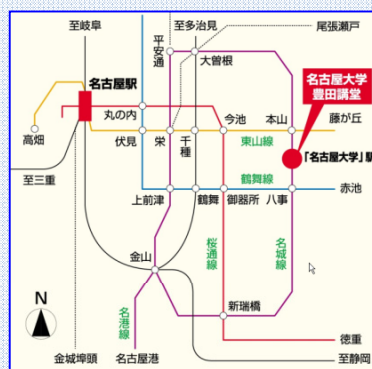 至岐阜
至多治見
尾張瀬戸
平安通
大曽根
名古屋駅
名古屋大学
豊田講堂
丸の内
今池
本山
藤が丘
高畑
伏見
栄
千種
東山線
「名古屋大学」駅
至三重
鶴舞線
上前津
鶴舞
御器所
八事
赤池
金山
桜通線
名城線
N
名港線
新瑞橋
徳重
金城埠頭
名古屋港
至静岡